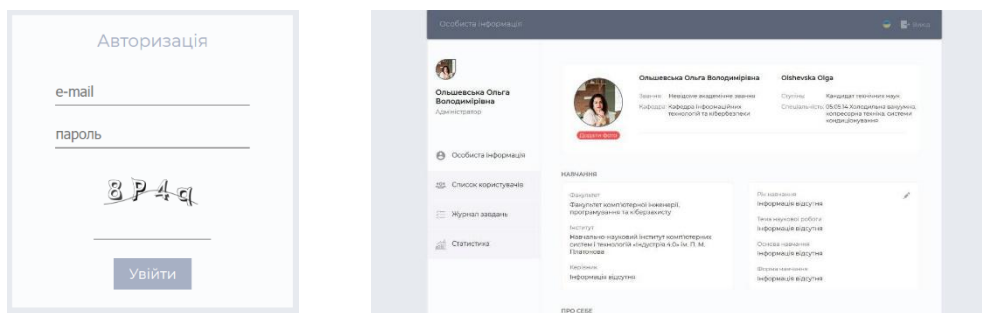 Авторизація
e-mail
пароль
8P4q
Увійти
Особиста інформація
Вихід
Ольшевська Ольга
Володимирівна
Адміністратор
Особиста інформація
Список користувачів
Журнал завдань
Статистика
Ольшевська Ольга Володимирівна
Звання: Невідоме академічне звання
Кафедра: Кафедра інформаційних
технологій та кібербезпеки
Додати фото
Olshevska Olga
Ступінь: Кандидат технічних наук
Спеціальність: 05.05.14 Холодильна вакуумна,
компресорна техніка, системи
кондиціонування
НАВЧАННЯ
Факультет
Факультет комп'ютерної інженерії,
програмування та кіберзахисту
Інститут
Навчально-науковий інститут комп'ютерних
систем і технологій «Індустрія 4.0» ім. П. М.
Платонова
Керівник
Інформація відсутня
Рік навчання
Інформація відсутня
Тема наукової роботи
Інформація відсутня
Основа навчання
Інформація відсутня
Форма навчання
Інформація відсутня
ПРО СЕБЕ